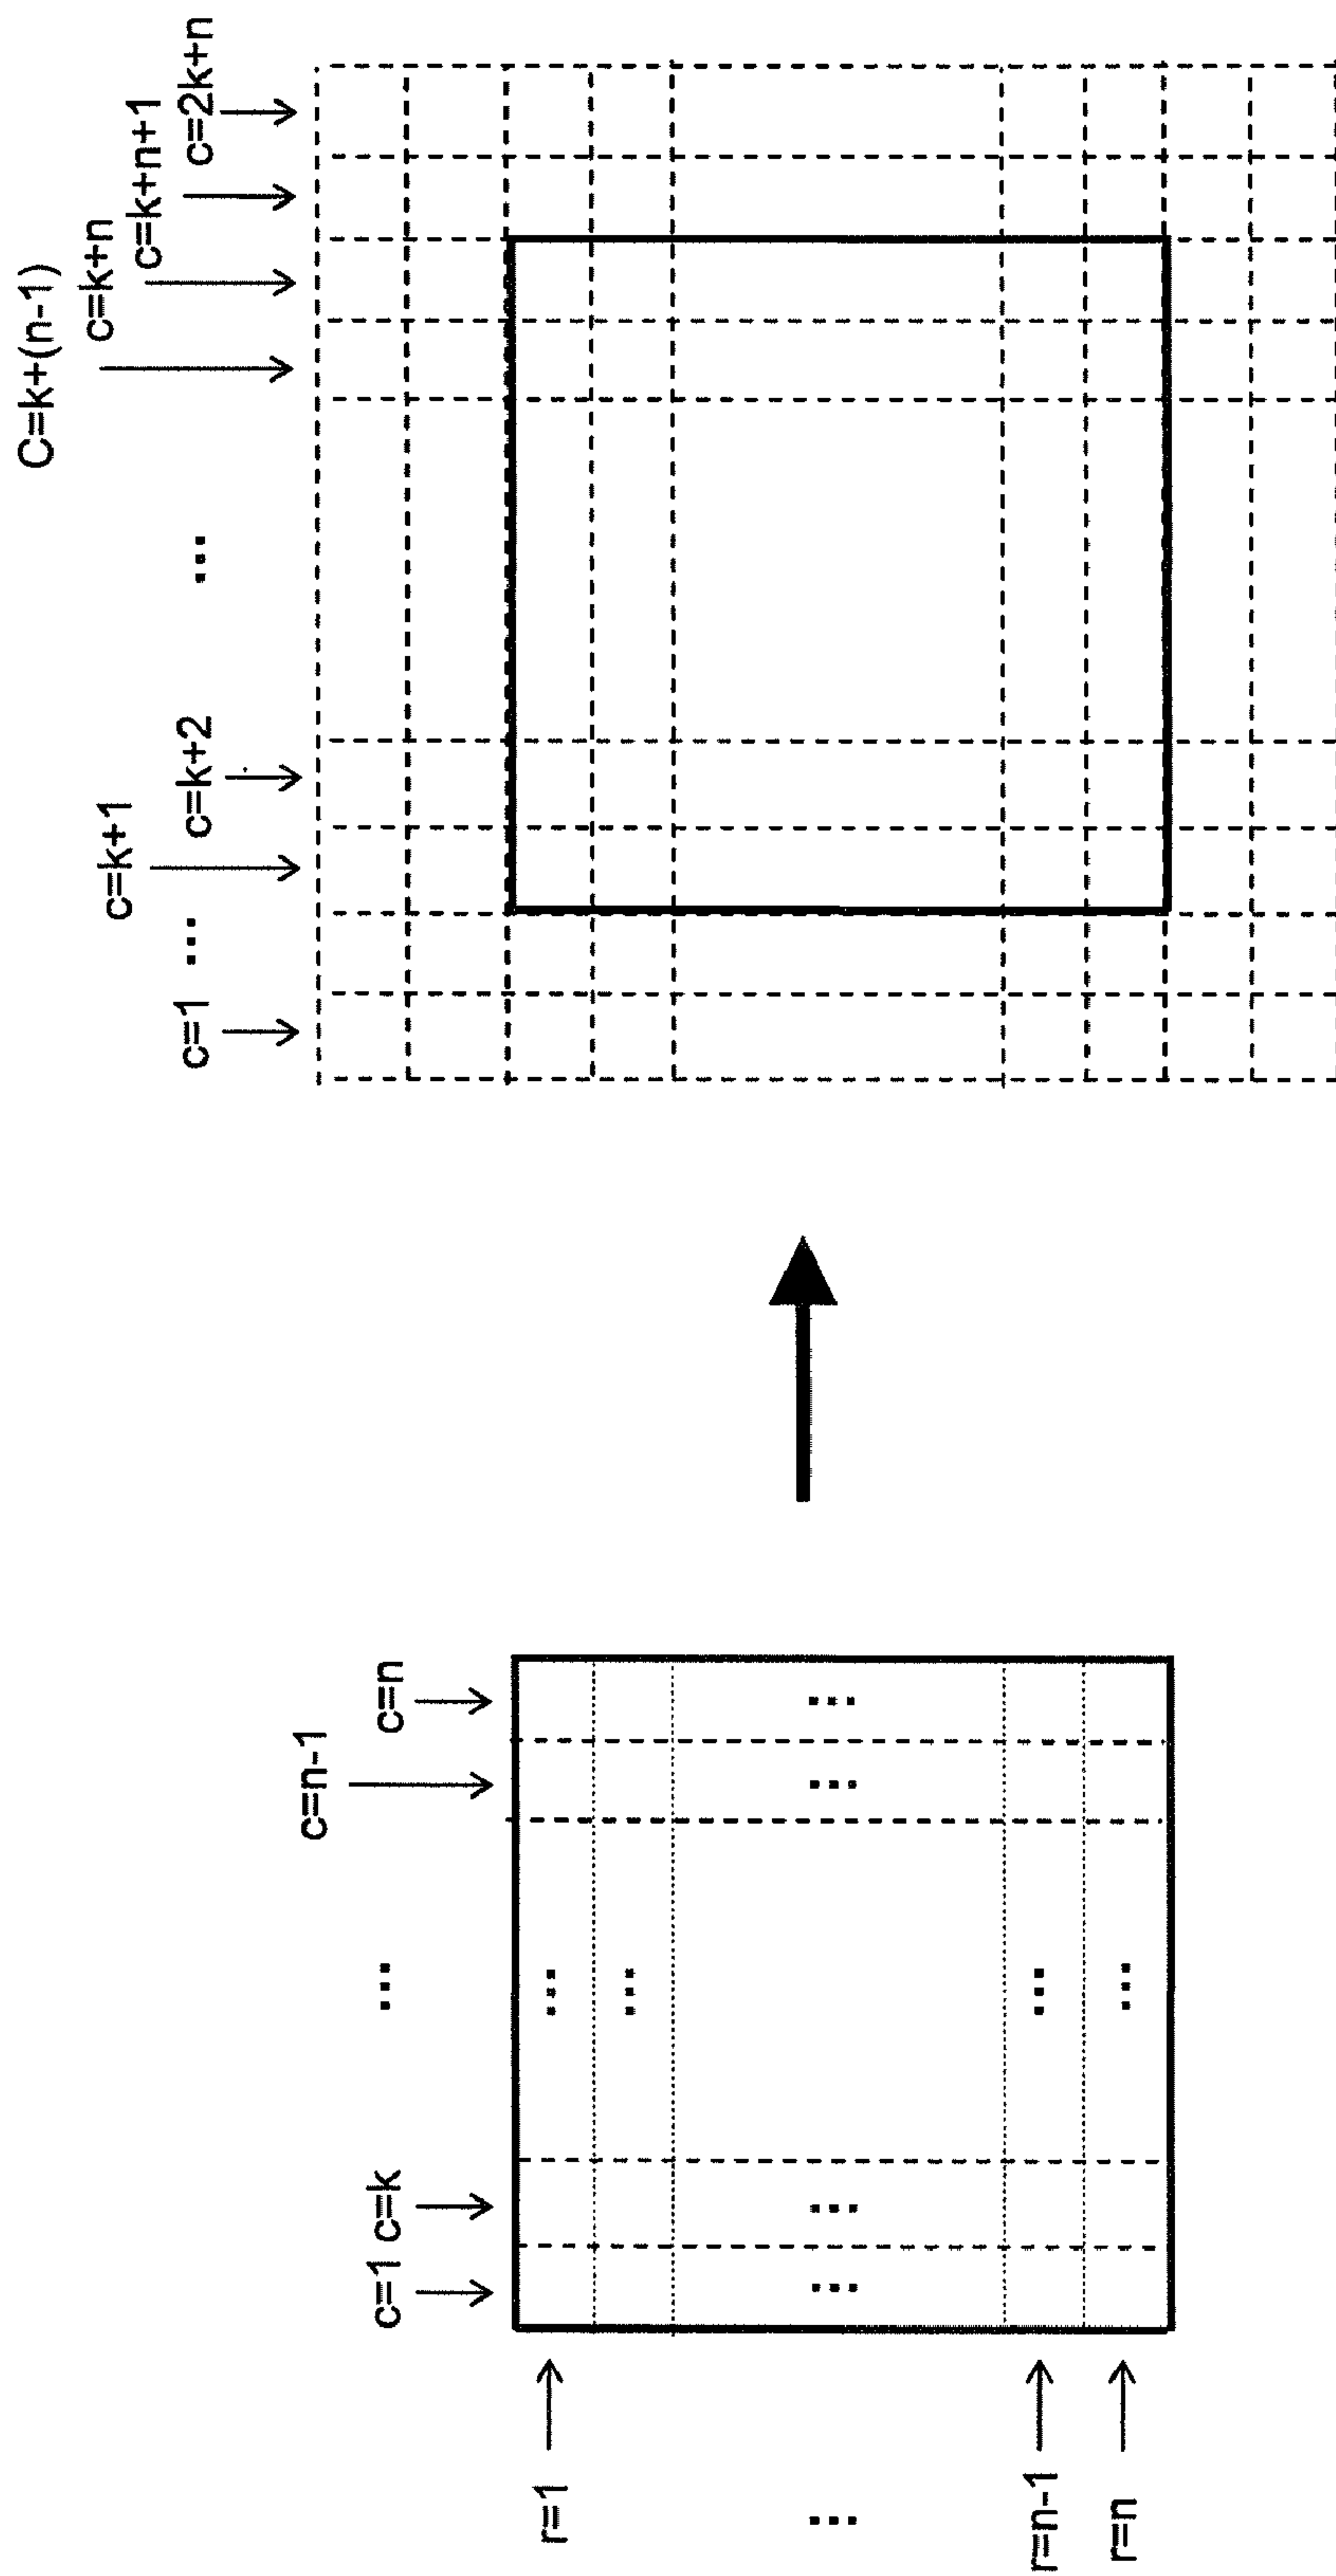 c=1 c=k ... c=n-1 c=n
r=1
...
r=n-1
r=n
... ... ... ...
... ... ... ...
c=1 ... c=k+1 c=k+2 ... C=k+(n-1) c=k+n c=k+n+1 c=2k+n